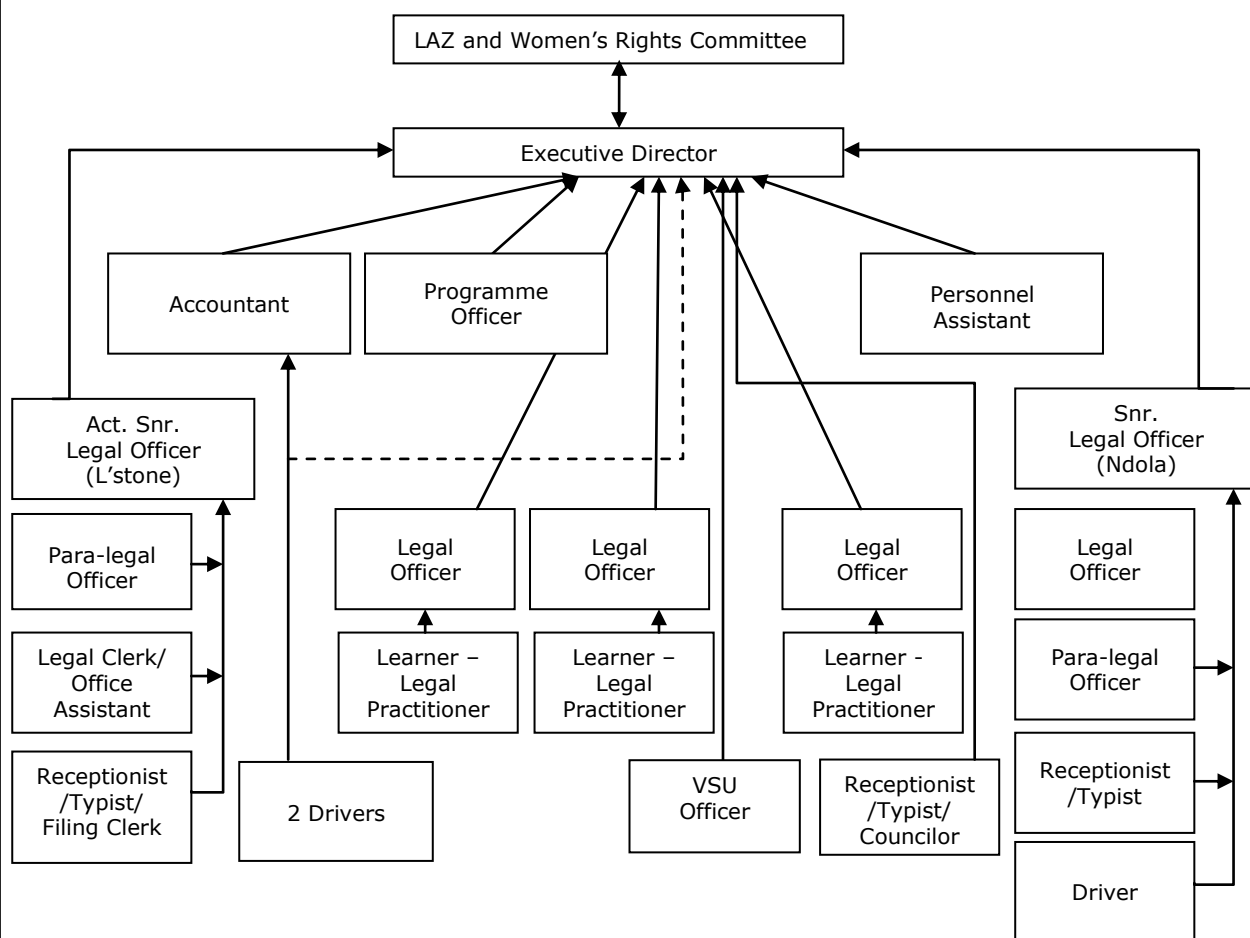 LAZ and Women’s Rights Committee
Executive Director
Accountant
Programme
Officer
Personnel
Assistant
Act. Snr.
Legal Officer
(L’stone)
Snr.
Legal Officer
(Ndola)
Para-legal
Officer
Legal
Officer
Legal
Officer
Legal
Officer
Legal
Officer
Legal Clerk/
Office
Assistant
Learner –
Legal
Practitioner
Learner –
Legal
Practitioner
Learner -
Legal
Practitioner
Para-legal
Officer
Receptionist
/Typist/
Filing Clerk
2 Drivers
VSU
Officer
Receptionist
/Typist/
Councilor
Receptionist
/Typist
Driver